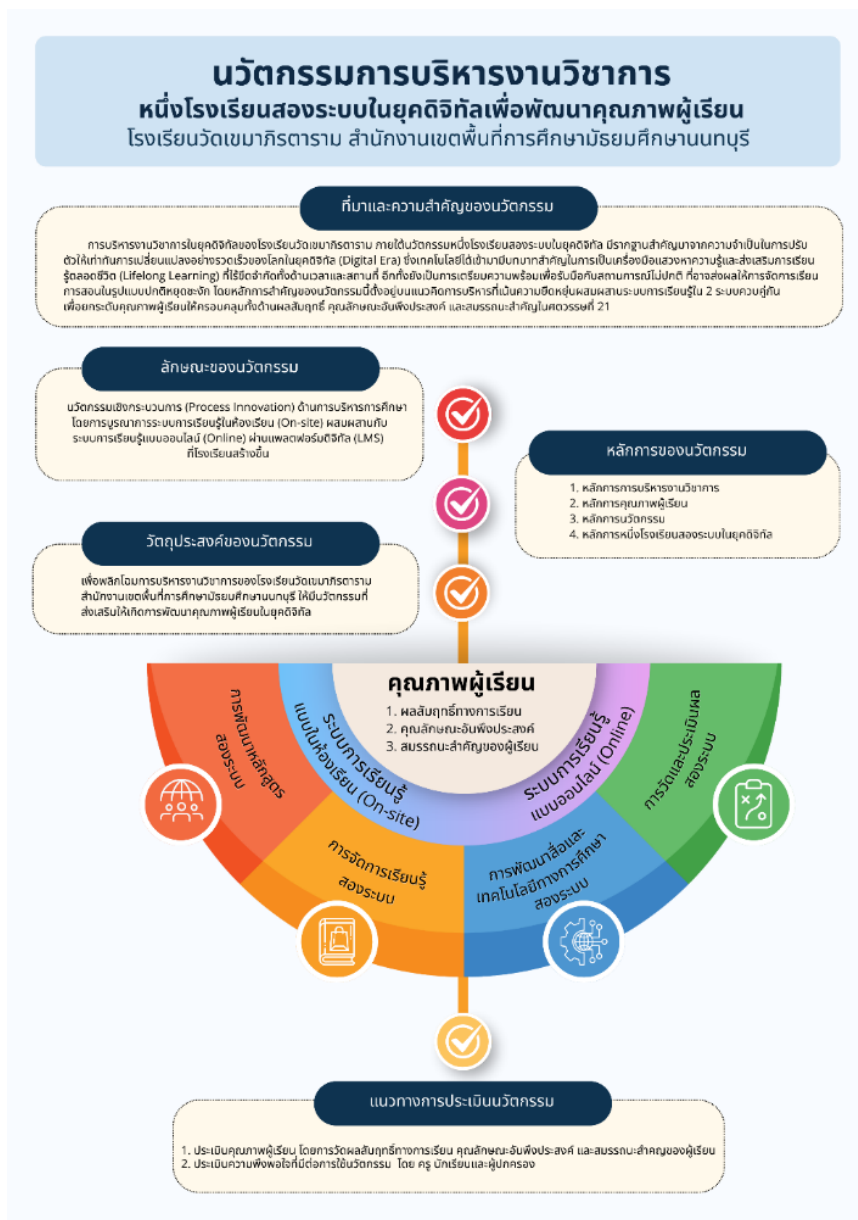 นวัตกรรมการบริหารงานวิชาการ
หนึ่งโรงเรียนสองระบบในยุคดิจิทัลเพื่อพัฒนาคุณภาพผู้เรียน
โรงเรียนวัดเขมาภิรตาราม สำนักงานเขตพื้นที่การศึกษามัธยมศึกษานนทบุรี
ที่มาและความสำคัญของนวัตกรรม
การบริหารงานวิชาการในยุคดิจิทัลของโรงเรียนวัดเขมาภิรตาราม ภายใต้นวัตกรรมหนึ่งโรงเรียนสองระบบในยุคดิจิทัล มีรากฐานสำคัญมาจากความจำเป็นในการปรับ
ตัวให้เท่าทันการเปลี่ยนแปลงอย่างรวดเร็วของโลกในยุคดิจิทัล (Digital Era) ซึ่งเทคโนโลยีได้เข้ามามีบทบาทสำคัญในการเป็นเครื่องมือแสวงหาความรู้และส่งเสริมการเรียน
รู้ตลอดชีวิต (Lifelong Learning) ที่ไร้ขีดจำกัดทั้งด้านเวลาและสถานที่ อีกทั้งยังเป็นการเตรียมความพร้อมเพื่อรับมือกับสถานการณ์ไม่ปกติ ที่อาจส่งผลให้การจัดการเรียน
การสอนในรูปแบบปกติหยุดชะงัก โดยหลักการสำคัญของนวัตกรรมนี้ตั้งอยู่บนแนวคิดการบริหารที่เน้นความยืดหยุ่นผสมผสานระบบการเรียนรู้ใน 2 ระบบควบคู่กัน
เพื่อยกระดับคุณภาพผู้เรียนให้ครอบคลุมทั้งด้านผลสัมฤทธิ์ คุณลักษณะอันพึงประสงค์ และสมรรถนะสำคัญในศตวรรษที่ 21
ลักษณะของนวัตกรรม
นวัตกรรมเชิงกระบวนการ (Process Innovation) ด้านการบริหารการศึกษา
โดยการบูรณาการระบบการเรียนรู้ในห้องเรียน (On-site) ผสมผสานกับ
ระบบการเรียนรู้แบบออนไลน์ (Online) ผ่านแพลตฟอร์มดิจิทัล (LMS)
ที่โรงเรียนสร้างขึ้น
หลักการของนวัตกรรม
1. หลักการการบริหารงานวิชาการ
2. หลักการคุณภาพผู้เรียน
3. หลักการนวัตกรรม
4. หลักการหนึ่งโรงเรียนสองระบบในยุคดิจิทัล
วัตถุประสงค์ของนวัตกรรม
เพื่อพลิกโฉมการบริหารงานวิชาการของโรงเรียนวัดเขมาภิรตาราม
สำนักงานเขตพื้นที่การศึกษามัธยมศึกษานนทบุรี ให้มีนวัตกรรมที่
ส่งเสริมให้เกิดการพัฒนาคุณภาพผู้เรียนในยุคดิจิทัล
คุณภาพผู้เรียน
1. ผลสัมฤทธิ์ทางการเรียน
2. คุณลักษณะอันพึงประสงค์
3. สมรรถนะสำคัญของผู้เรียน
ระบบการเรียนรู้
แบบในห้องเรียน (On-site)
ระบบการเรียนรู้
แบบออนไลน์ (Online)
การพัฒนาหลักสูตร
สองระบบ
การจัดการเรียนรู้
สองระบบ
การพัฒนาสื่อและ
เทคโนโลยีทางการศึกษา
สองระบบ
การวัดและประเมินผล
สองระบบ
แนวทางการประเมินนวัตกรรม
1. ประเมินคุณภาพผู้เรียน โดยการวัดผลสัมฤทธิ์ทางการเรียน คุณลักษณะอันพึงประสงค์ และสมรรถนะสำคญของผู้เรียน
2. ประเมินความพึงพอใจที่มีต่อการใช้นวัตกรรม โดย ครู นักเรียนและผู้ปกครอง